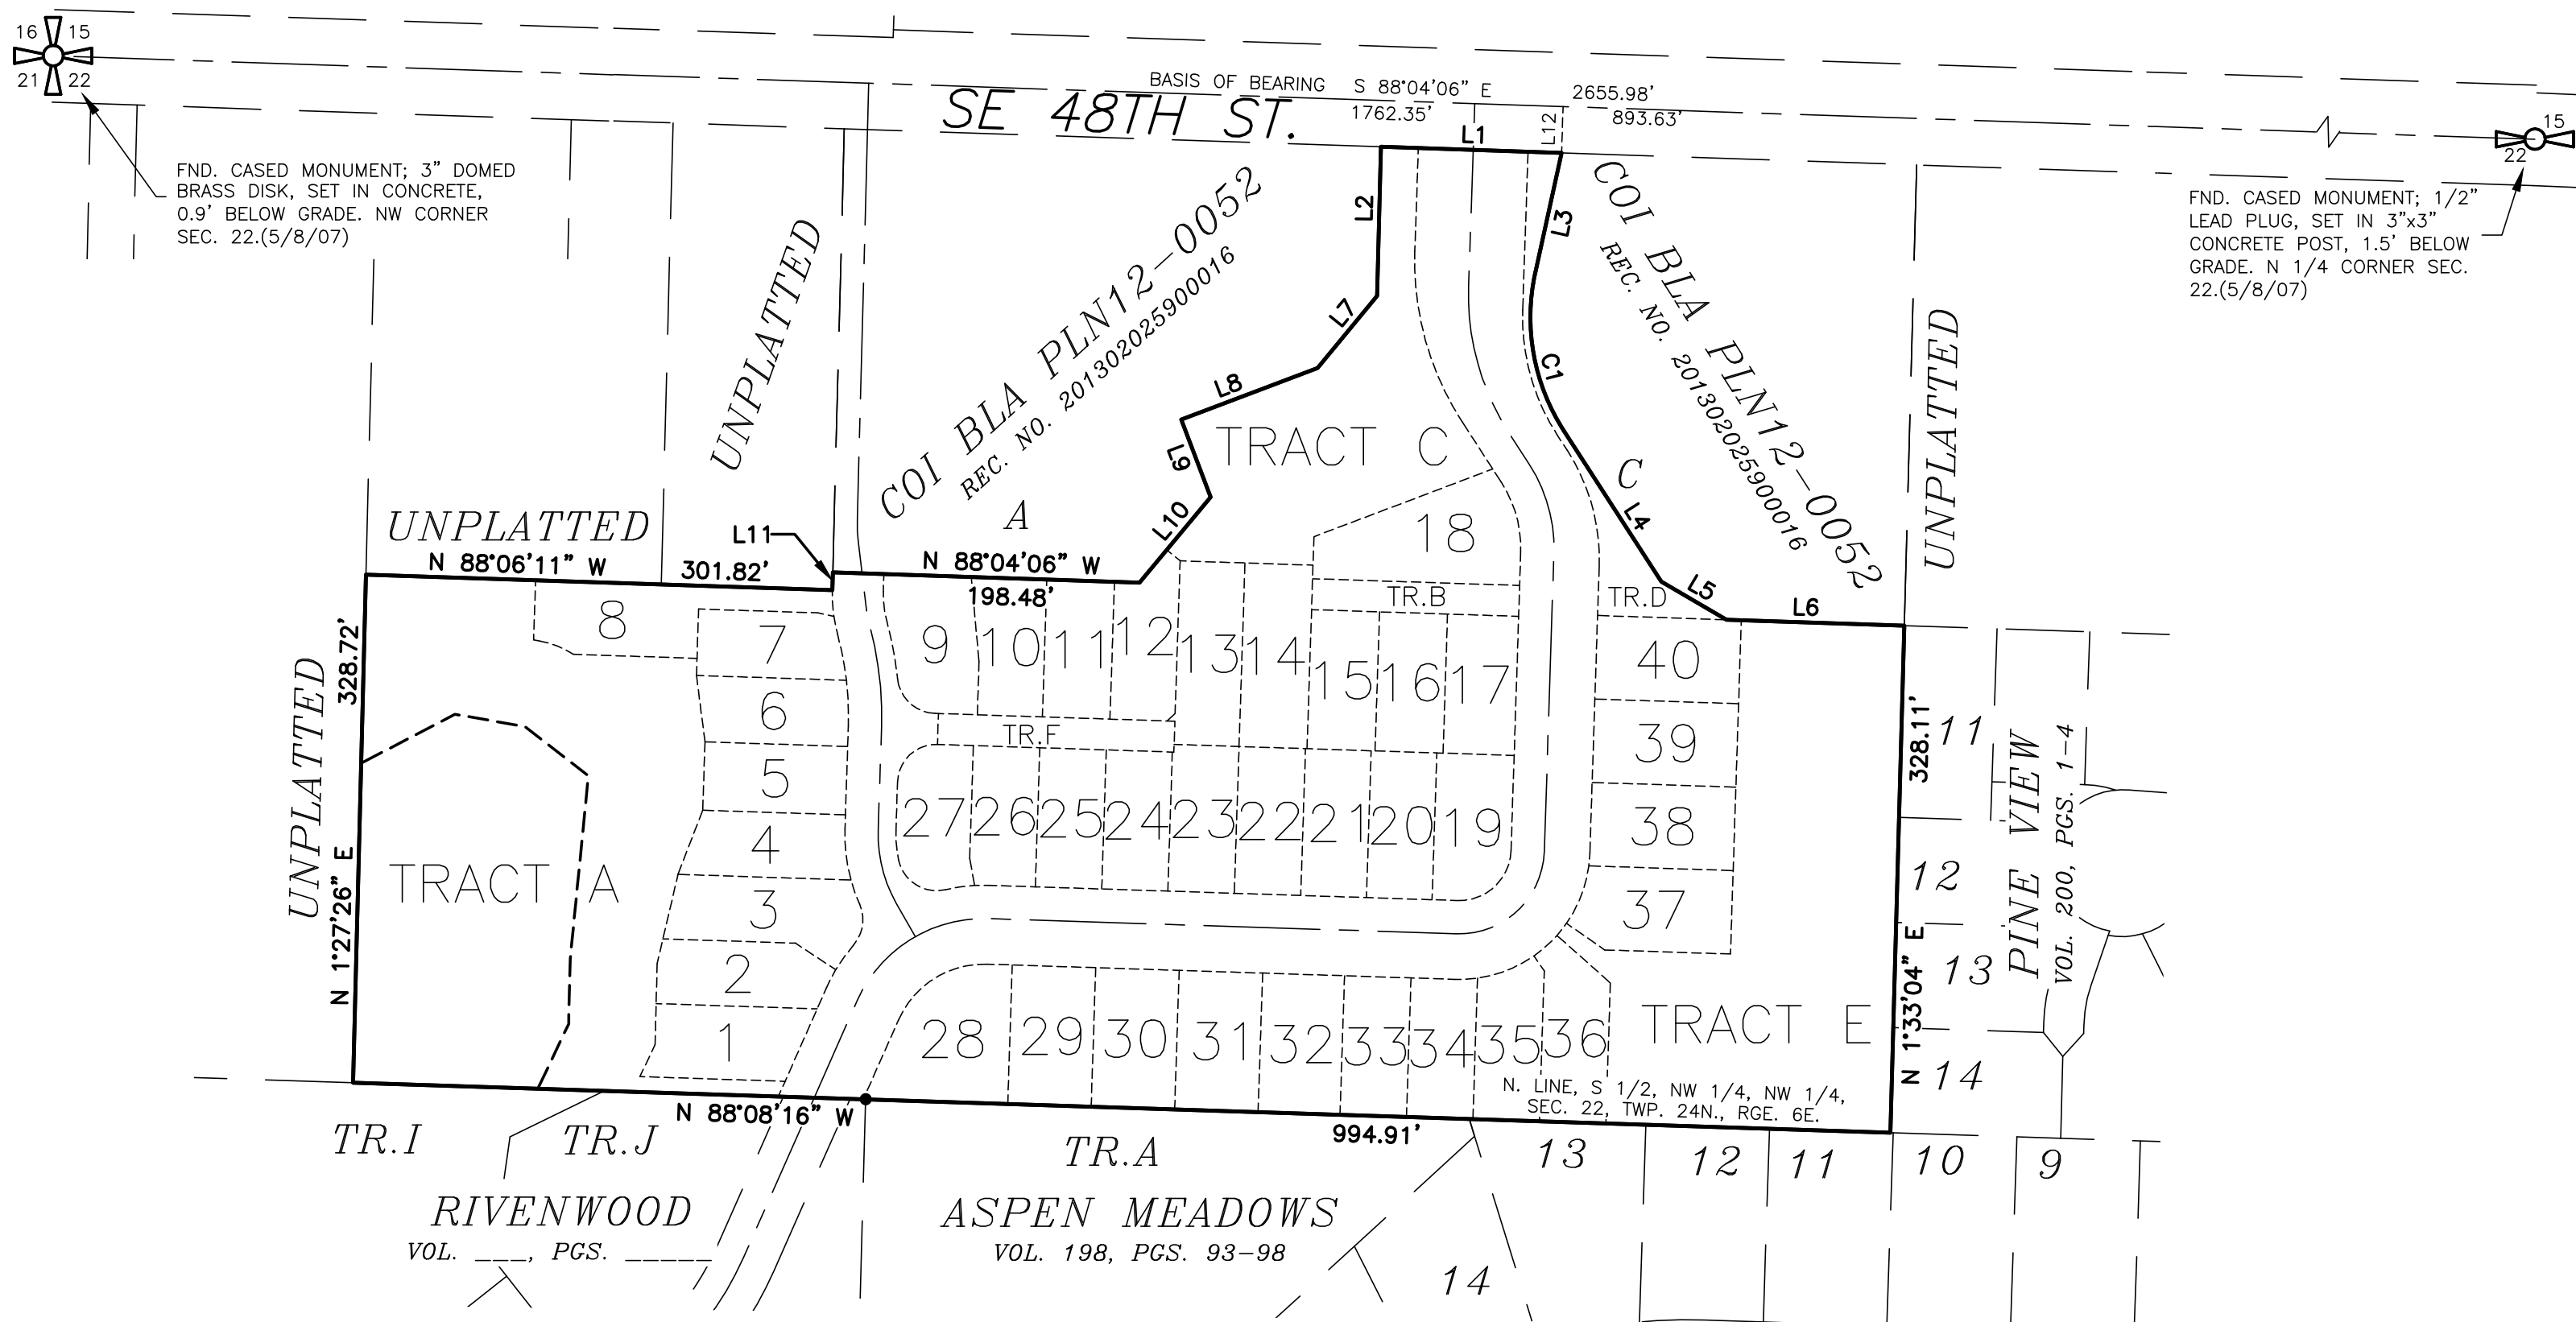 16 15
21 22
BASIS OF BEARING S 88°04'06" E 2655.98'
1762.35' 893.63'
SE 48TH ST.
L1
L12
15
22
FND. CASED MONUMENT; 3" DOMED
BRASS DISK, SET IN CONCRETE,
0.9' BELOW GRADE. NW CORNER
SEC. 22.(5/8/07)
FND. CASED MONUMENT; 1/2"
LEAD PLUG, SET IN 3"x3"
CONCRETE POST, 1.5' BELOW
GRADE. N 1/4 CORNER SEC.
22.(5/8/07)
L2
L3
COI BLA PLN12-0052
REC. NO. 201302025900016
A
COI BLA PLN12-0052
REC. NO. 201302025900016
C
UNPLATTED
UNPLATTED
UNPLATTED
UNPLATTED
L7
L8
C1
L9
L10
L4
L5
L6
L11
TRACT C
N 88°06'11" W 301.82'
N 88°04'06" W
198.48'
18
TR.B
TR.D
8
7
6
5
4
3
2
1
9
10
11
12
13
14
15
16
17
TR.F
27
26
25
24
23
22
21
20
19
40
39
38
37
28
29
30
31
32
33
34
35
36
TRACT A
TRACT E
328.72'
N 1°27'26" E
328.11'
N 1°33'04" E
11
12
13
14
PINE VIEW
VOL. 200, PGS. 1-4
N. LINE, S 1/2, NW 1/4, NW 1/4,
SEC. 22, TWP. 24N., RGE. 6E.
N 88°08'16" W
994.91'
TR.I
TR.J
TR.A
13
12
11
10
9
RIVENWOOD
VOL. ___, PGS. _____
ASPEN MEADOWS
VOL. 198, PGS. 93-98
14